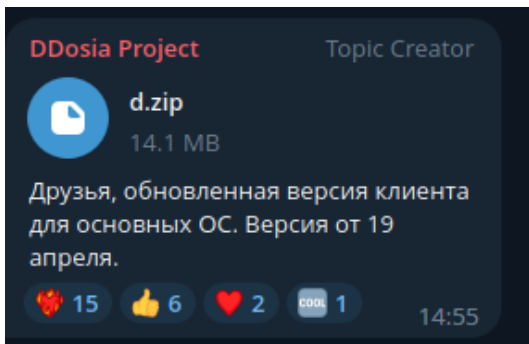 DDosia Project Topic Creator
d.zip
14.1 MB
Друзья, обновленная версия клиента
для основных ОС. Версия от 19
апреля.
15 6 2 COOL 1 14:55